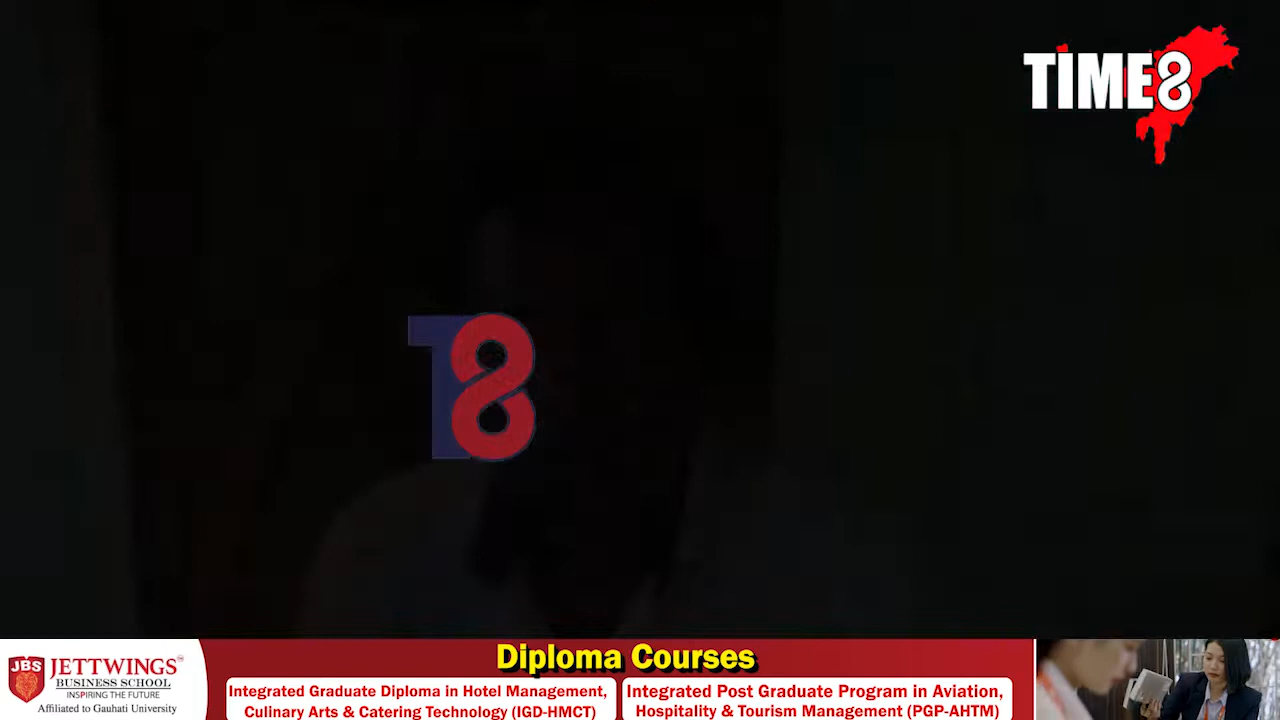 TIME8
T8
Diploma Courses
JBS
JETTWINGS
BUSINESS SCHOOL
INSPIRING THE FUTURE
Affiliated to Gauhati University
Integrated Graduate Diploma in Hotel Management,
Culinary Arts & Catering Technology (IGD-HMCT)
Integrated Post Graduate Program in Aviation,
Hospitality & Tourism Management (PGP-AHTM)